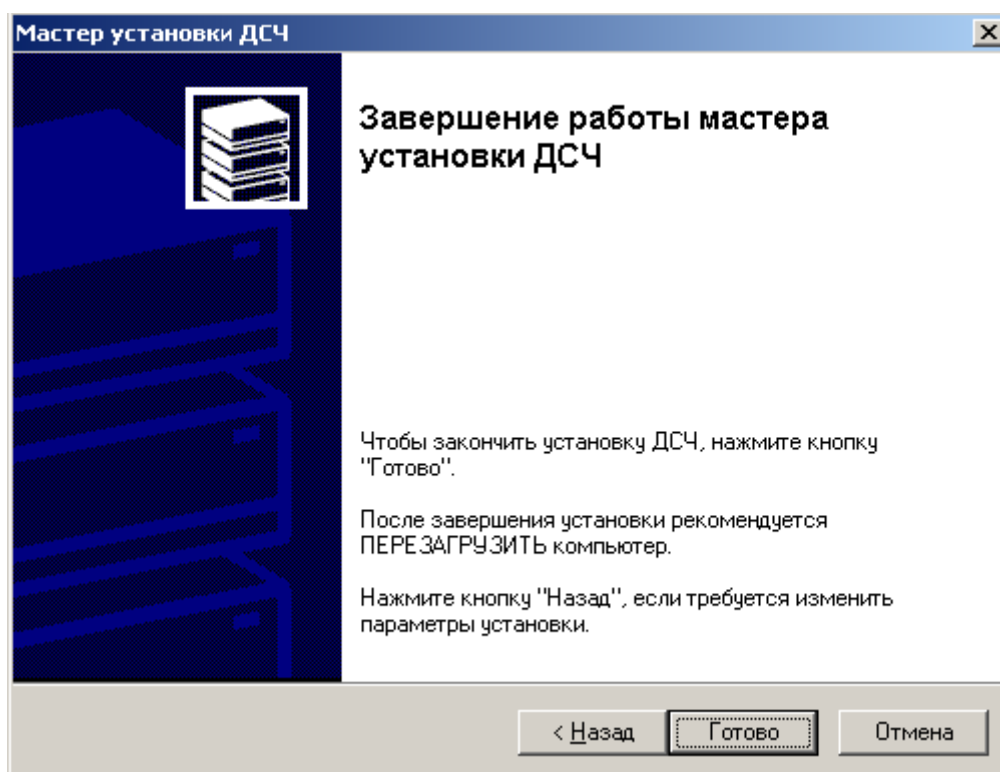 Мастер установки ДСЧ
Завершение работы мастера
установки ДСЧ
Чтобы закончить установку ДСЧ, нажмите кнопку
"Готово".
После завершения установки рекомендуется
ПЕРЕЗАГРУЗИТЬ компьютер.
Нажмите кнопку "Назад", если требуется изменить
параметры установки.
< Назад Готово Отмена